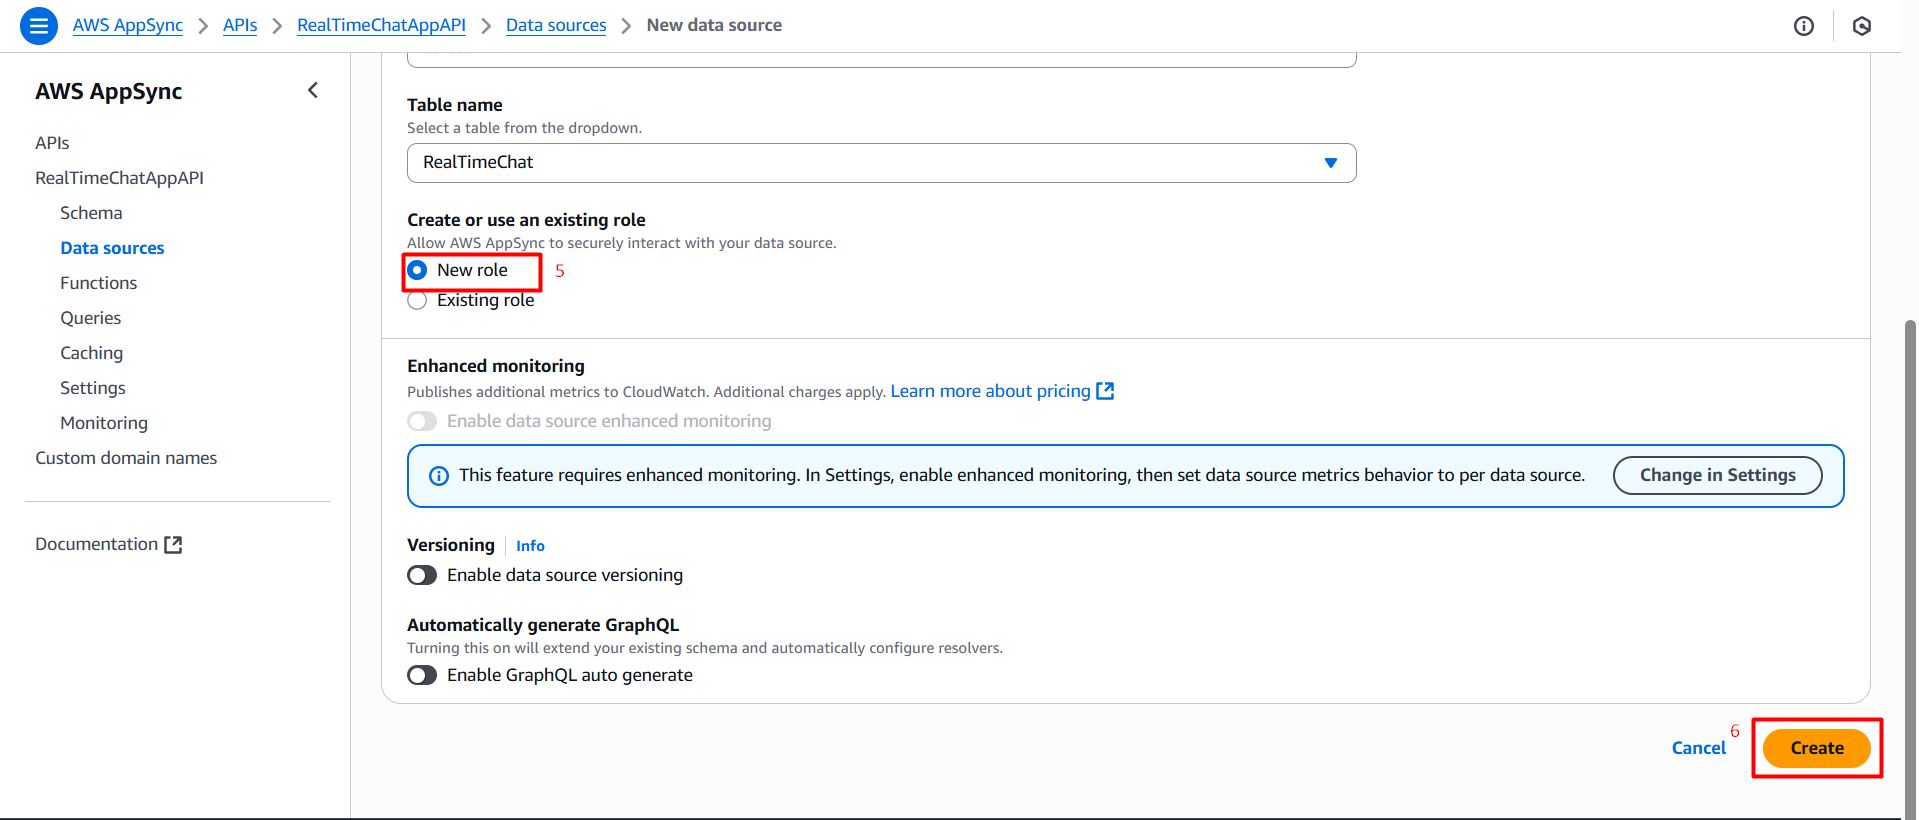 AWS AppSync > APIs > RealTimeChatAppAPI > Data sources > New data source
AWS AppSync
APIs
RealTimeChatAppAPI
Schema
Data sources
Functions
Queries
Caching
Settings
Monitoring
Custom domain names
Documentation
Table name
Select a table from the dropdown.
RealTimeChat
Create or use an existing role
Allow AWS AppSync to securely interact with your data source.
New role 5
Existing role
Enhanced monitoring
Publishes additional metrics to CloudWatch. Additional charges apply. Learn more about pricing
Enable data source enhanced monitoring
This feature requires enhanced monitoring. In Settings, enable enhanced monitoring, then set data source metrics behavior to per data source. Change in Settings
Versioning Info
Enable data source versioning
Automatically generate GraphQL
Turning this on will extend your existing schema and automatically configure resolvers.
Enable GraphQL auto generate
Cancel 6 Create